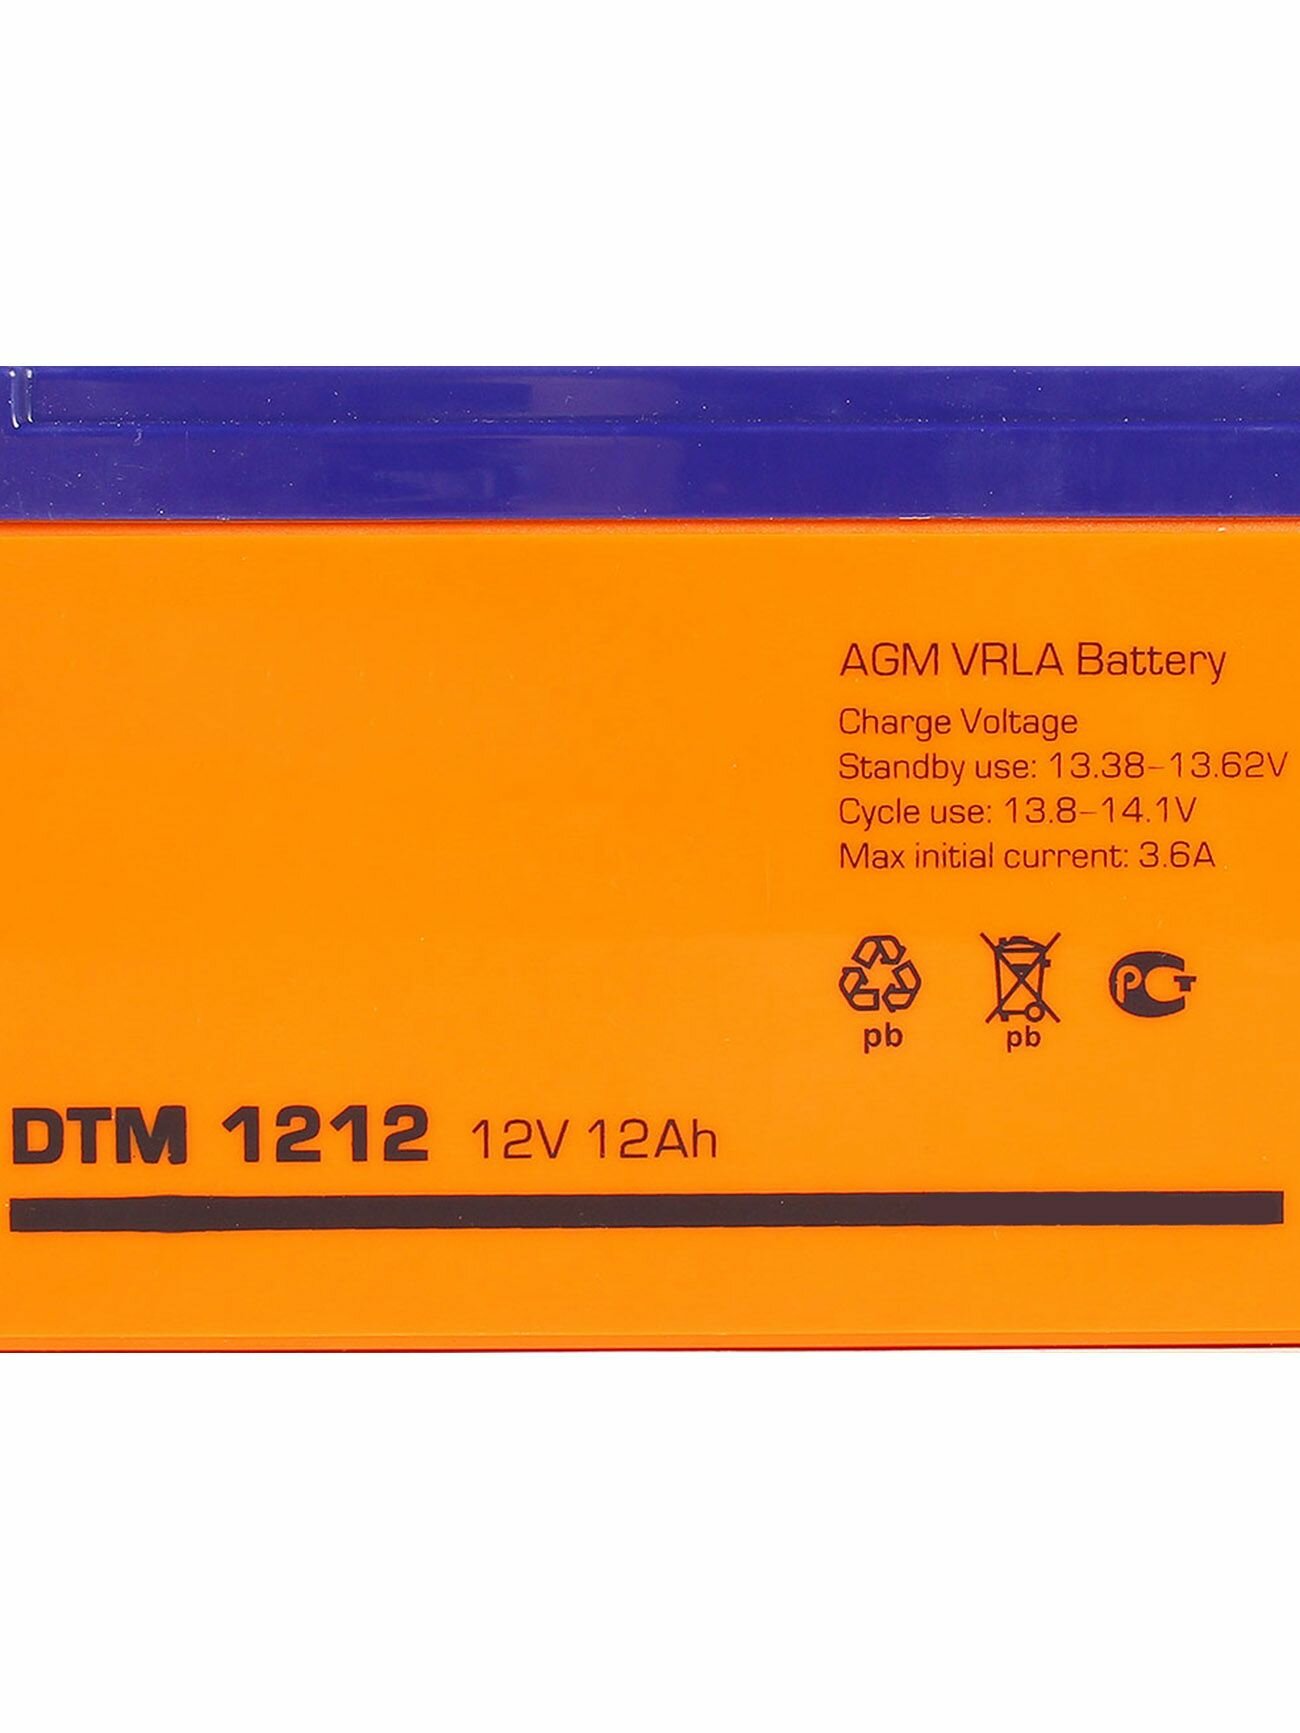 AGM VRLA Battery
Charge Voltage
Standby use: 13.38–13.62V
Cycle use: 13.8–14.1V
Max initial current: 3.6A
pb pb PCT
DTM 1212 12V 12Ah